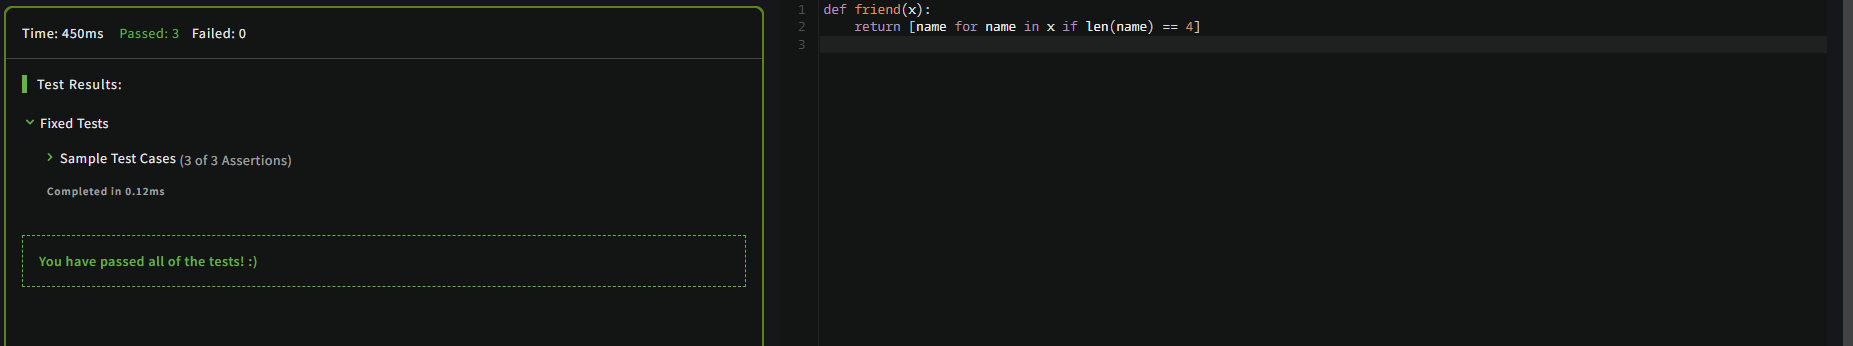 Time: 450ms Passed: 3 Failed: 0
Test Results:
Fixed Tests
Sample Test Cases (3 of 3 Assertions)
Completed in 0.12ms
You have passed all of the tests! :)
1 def friend(x):
2     return [name for name in x if len(name) == 4]
3